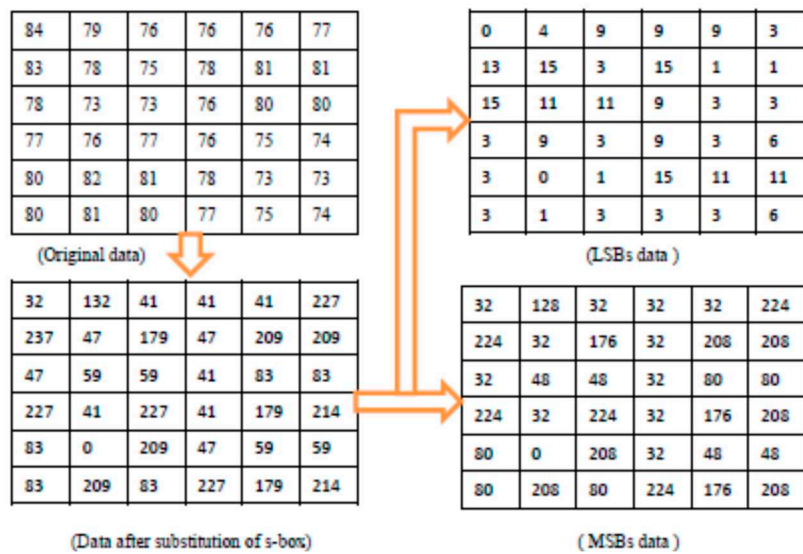 84 79 76 76 76 77
83 78 75 78 81 81
78 73 73 76 80 80
77 76 77 76 75 74
80 82 81 78 73 73
80 81 80 77 75 74
(Original data)
0 4 9 9 9 3
13 15 3 15 1 1
15 11 11 9 3 3
3 9 3 9 3 6
3 0 1 15 11 11
3 1 3 3 3 6
(LSBs data )
32 132 41 41 41 227
237 47 179 47 209 209
47 59 59 41 83 83
227 41 227 41 179 214
83 0 209 47 59 59
83 209 83 227 179 214
(Data after substitution of s-box)
32 128 32 32 32 224
224 32 176 32 208 208
32 48 48 32 80 80
224 32 224 32 176 208
80 0 208 32 48 48
80 208 80 224 176 208
( MSBs data )